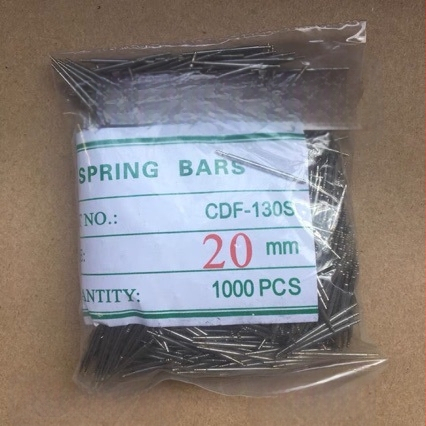 SPRING BARS
NO.: CDF-130S
: 20 mm
ANTITY: 1000 PCS